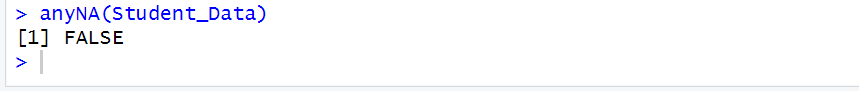 > anyNA(Student_Data)
[1] FALSE
>